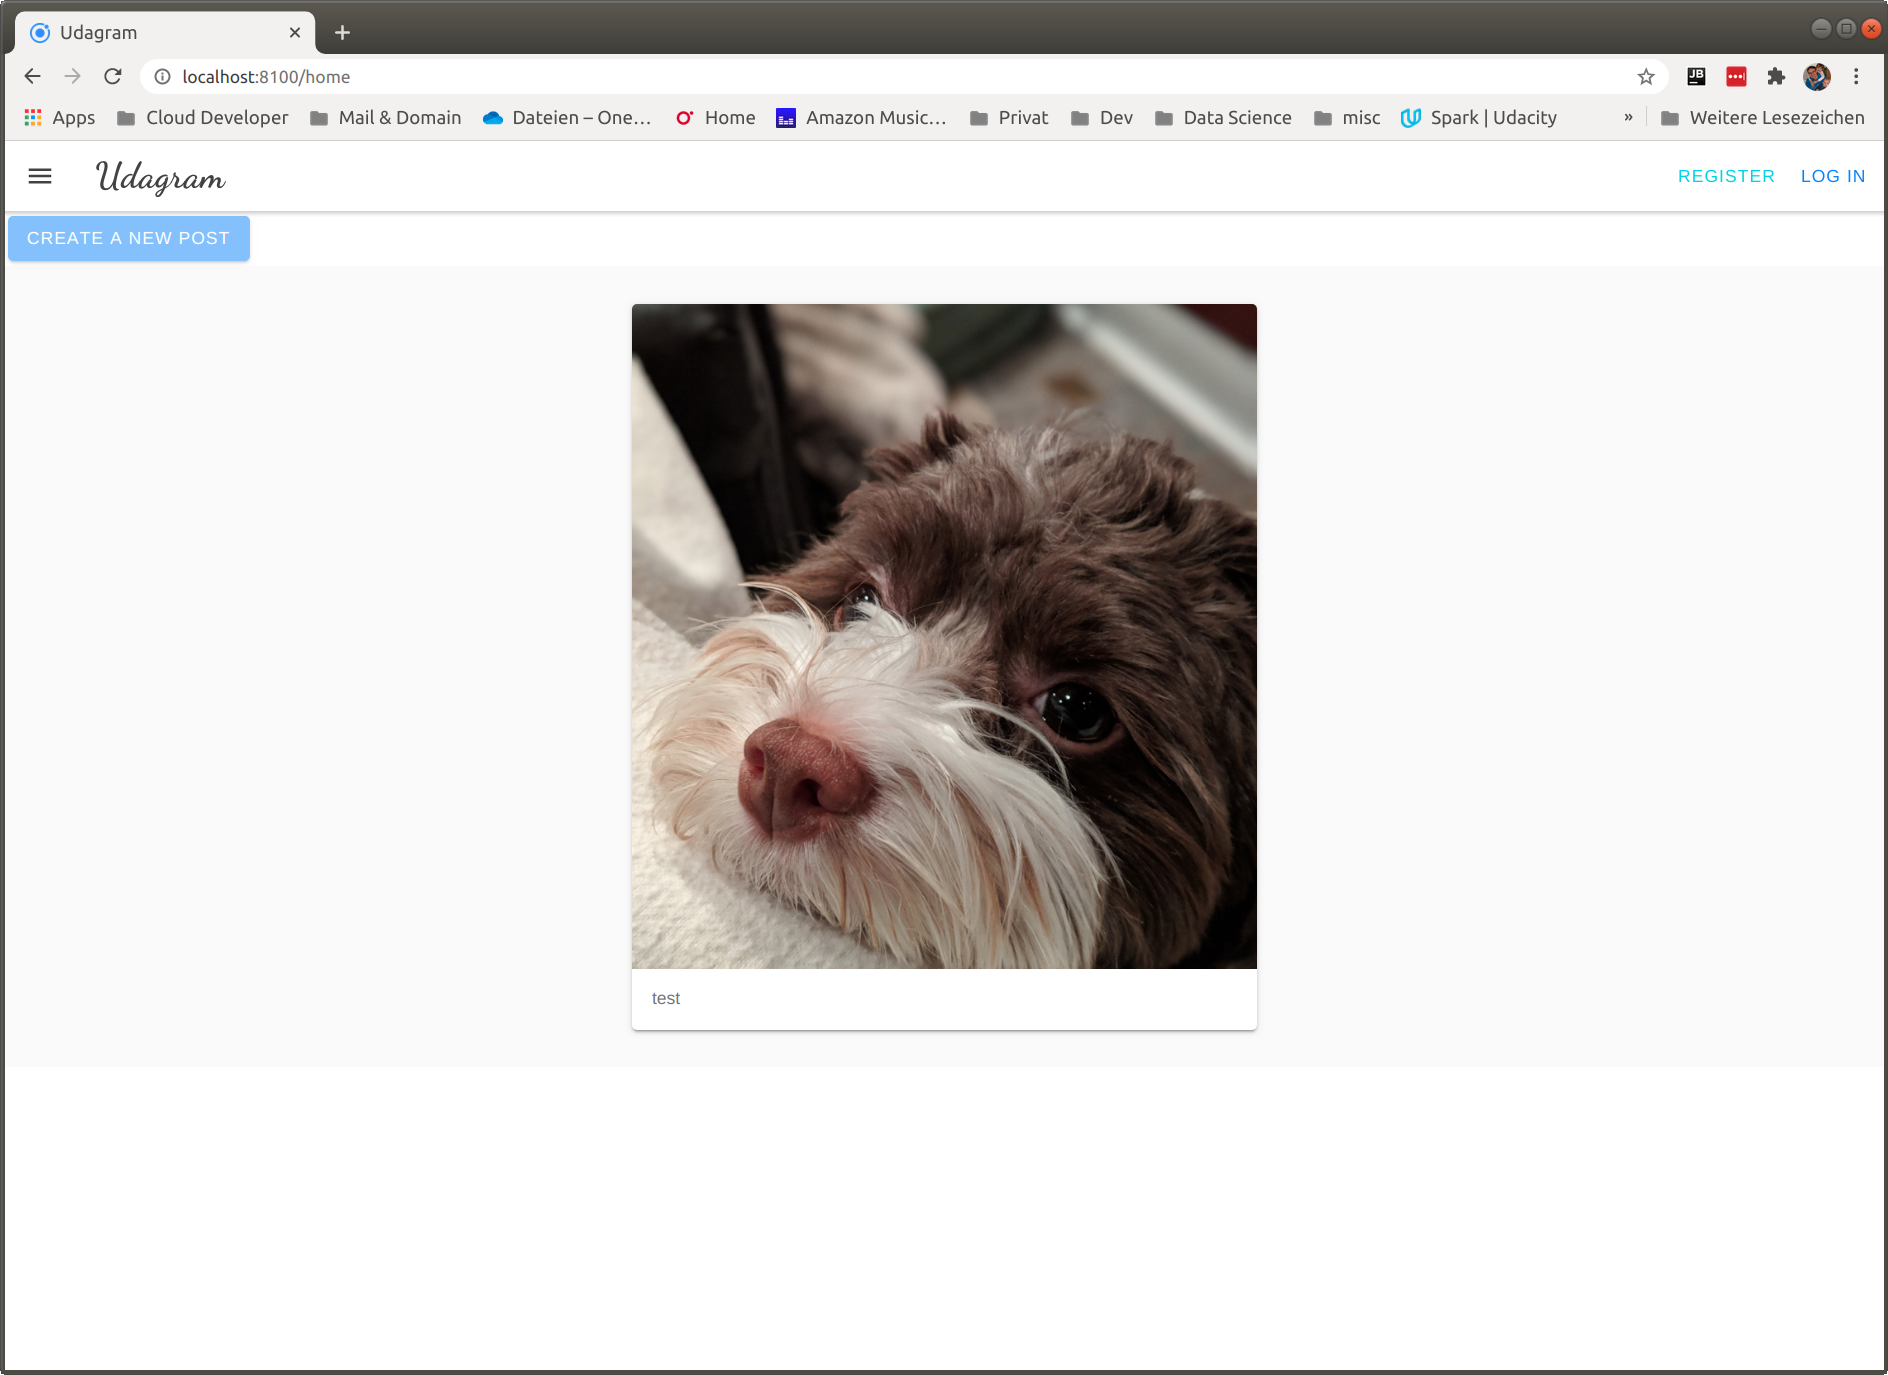 Udagram
localhost:8100/home
Apps Cloud Developer Mail & Domain Dateien – One... Home Amazon Music... Privat Dev Data Science misc Spark | Udacity » Weitere Lesezeichen
Udagram REGISTER LOG IN
CREATE A NEW POST
test